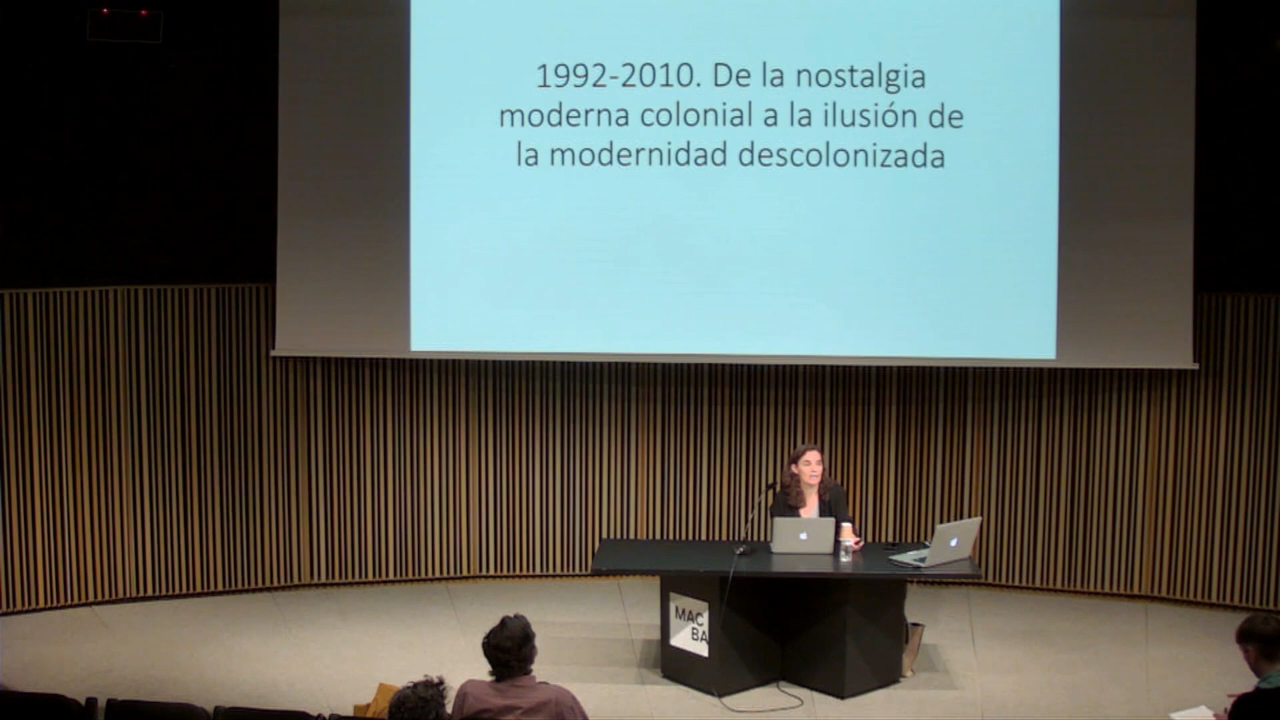 1992-2010. De la nostalgia
moderna colonial a la ilusión de
la modernidad descolonizada
MAC
BA